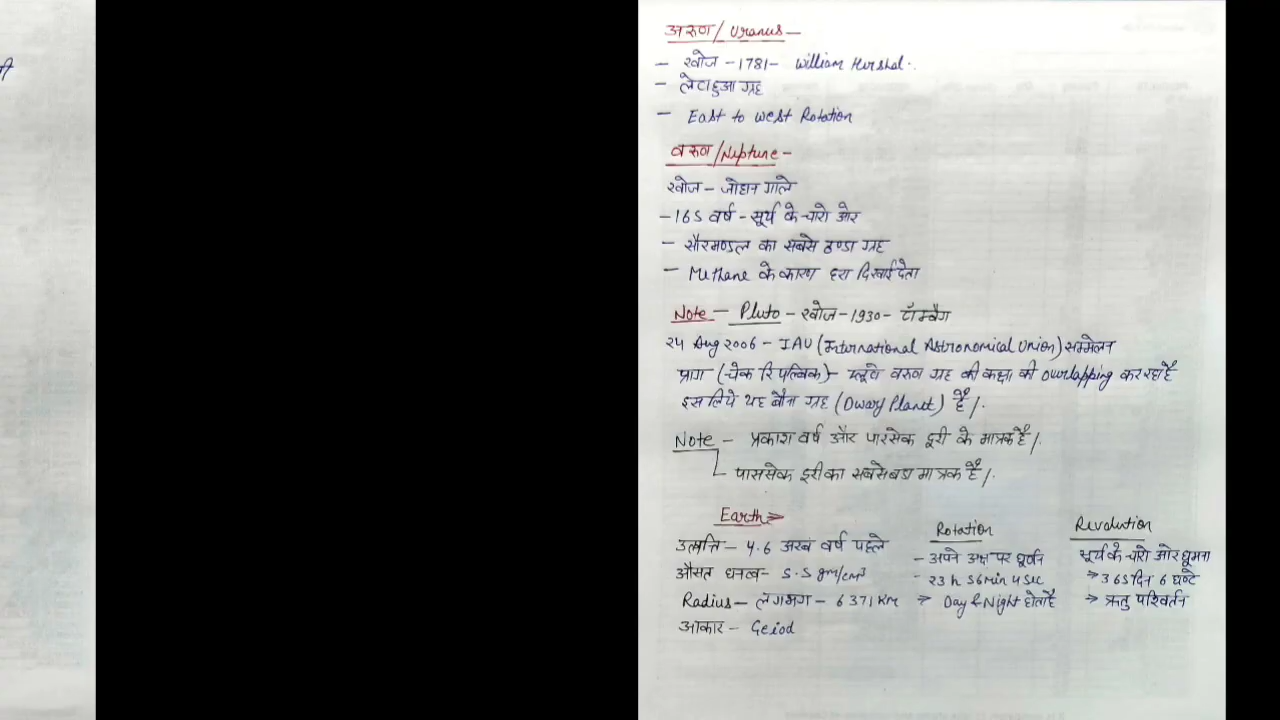 ी
अरुण / Uranus –
– खोज – 1781 – William Hershal.
– लेटा हुआ ग्रह
– East to west Rotation
वरुण / Neptune –
खोज – जोहान गाले
– 165 वर्ष – सूर्य के चारो ओर
– सौरमण्डल का सबसे ठण्डा ग्रह
– Methane के कारण हरा दिखाई देता
Note – Pluto – खोज – 1930 – टॉम्बैग
24 Aug 2006 – IAU (International Astronomical Union) सम्मेलन
प्राग (चेक रिपब्लिक) – प्लूटो वरुण ग्रह की कक्षा को overlapping कर रहा है
इसलिये यह बौना ग्रह (Dwarf Planet) है /.
Note – प्रकाश वर्ष और पारसेक दूरी के मात्रक है /.
पाससेक दूरी का सबसे बडा मात्रक है /.
Earth ⇒
उत्पत्ति – 4.6 अरब वर्ष पहले
औसत घनत्व – 5.5 gm/cm³
Radius – लगभग – 6371 Km
आकार – Geiod
Rotation
– अपने अक्ष पर घूर्णन
– 23 h 56 min 4 sec
⇒ Day & Night होता है
Revolution
सूर्य के चारो ओर घूमना
⇒ 365 दिन 6 घण्टे
⇒ ऋतु परिवर्तन